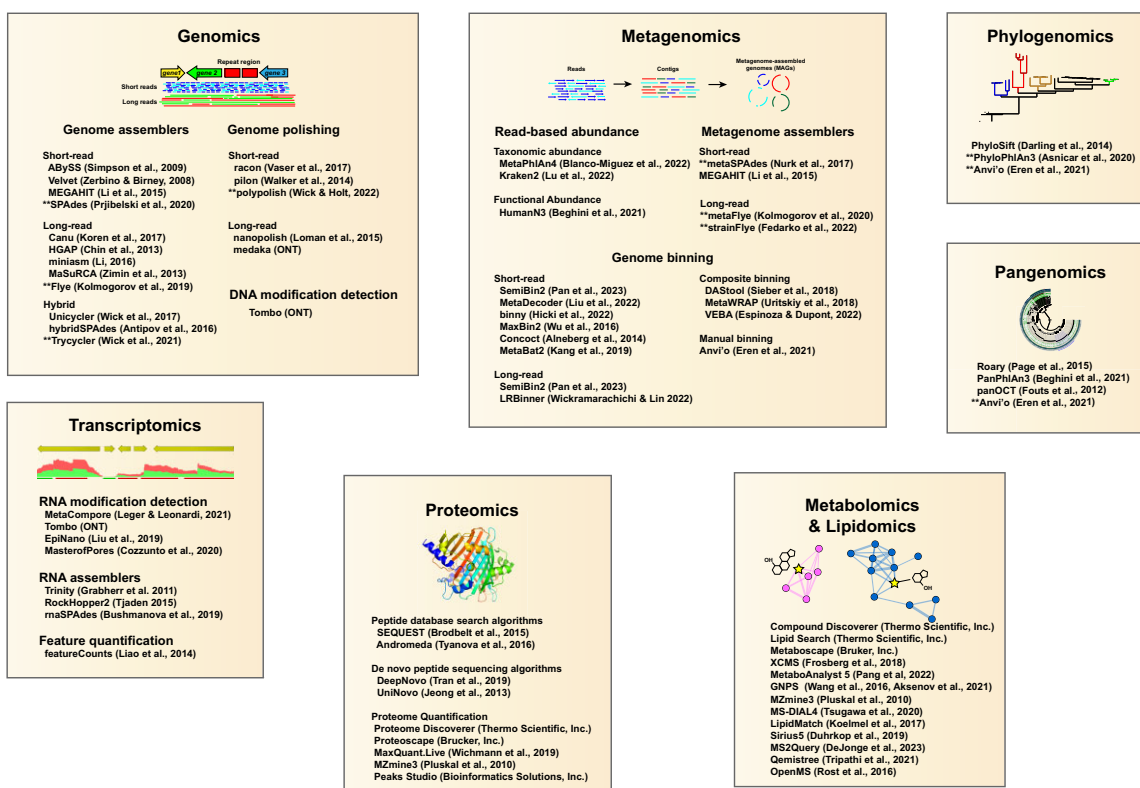 Genomics
Repeat region
gene1
gene 2
gene 3
Short reads
Long reads
Genome assemblers
Short-read
ABySS (Simpson et al., 2009)
Velvet (Zerbino & Birney, 2008)
MEGAHIT (Li et al., 2015)
**SPAdes (Prjibelski et al., 2020)
Long-read
Canu (Koren et al., 2017)
HGAP (Chin et al., 2013)
miniasm (Li, 2016)
MaSuRCA (Zimin et al., 2013)
**Flye (Kolmogorov et al., 2019)
Hybrid
Unicycler (Wick et al., 2017)
hybridSPAdes (Antipov et al., 2016)
**Trycycler (Wick et al., 2021)
Genome polishing
Short-read
racon (Vaser et al., 2017)
pilon (Walker et al., 2014)
**polypolish (Wick & Holt, 2022)
Long-read
nanopolish (Loman et al., 2015)
medaka (ONT)
DNA modification detection
Tombo (ONT)
Metagenomics
Reads
Contigs
Metagenome-assembled
genomes (MAGs)
Read-based abundance
Taxonomic abundance
MetaPhlAn4 (Blanco-Miguez et al., 2022)
Kraken2 (Lu et al., 2022)
Functional Abundance
HumanN3 (Beghini et al., 2021)
Metagenome assemblers
Short-read
**metaSPAdes (Nurk et al., 2017)
MEGAHIT (Li et al., 2015)
Long-read
**metaFlye (Kolmogorov et al., 2020)
**strainFlye (Fedarko et al., 2022)
Genome binning
Short-read
SemiBin2 (Pan et al., 2023)
MetaDecoder (Liu et al., 2022)
binny (Hicki et al., 2022)
MaxBin2 (Wu et al., 2016)
Concoct (Alneberg et al., 2014)
MetaBat2 (Kang et al., 2019)
Long-read
SemiBin2 (Pan et al., 2023)
LRBinner (Wickramarachichi & Lin 2022)
Composite binning
DAStool (Sieber et al., 2018)
MetaWRAP (Uritskiy et al., 2018)
VEBA (Espinoza & Dupont, 2022)
Manual binning
Anvi'o (Eren et al., 2021)
Phylogenomics
PhyloSift (Darling et al., 2014)
**PhyloPhlAn3 (Asnicar et al., 2020)
**Anvi'o (Eren et al., 2021)
Pangenomics
Roary (Page et al., 2015)
PanPhlAn3 (Beghini et al., 2021)
panOCT (Fouts et al., 2012)
**Anvi'o (Eren et al., 2021)
Transcriptomics
RNA modification detection
MetaCompore (Leger & Leonardi, 2021)
Tombo (ONT)
EpiNano (Liu et al., 2019)
MasterofPores (Cozzunto et al., 2020)
RNA assemblers
Trinity (Grabherr et al. 2011)
RockHopper2 (Tjaden 2015)
rnaSPAdes (Bushmanova et al., 2019)
Feature quantification
featureCounts (Liao et al., 2014)
Proteomics
Peptide database search algorithms
SEQUEST (Brodbelt et al., 2015)
Andromeda (Tyanova et al., 2016)
De novo peptide sequencing algorithms
DeepNovo (Tran et al., 2019)
UniNovo (Jeong et al., 2013)
Proteome Quantification
Proteome Discoverer (Thermo Scientific, Inc.)
Proteoscape (Brucker, Inc.)
MaxQuant.Live (Wichmann et al., 2019)
MZmine3 (Pluskal et al., 2010)
Peaks Studio (Bioinformatics Solutions, Inc.)
Metabolomics
& Lipidomics
OH
OH
Compound Discoverer (Thermo Scientific, Inc.)
Lipid Search (Thermo Scientific, Inc.)
Metaboscape (Bruker, Inc.)
XCMS (Frosberg et al., 2018)
MetaboAnalyst 5 (Pang et al, 2022)
GNPS (Wang et al., 2016, Aksenov et al., 2021)
MZmine3 (Pluskal et al., 2010)
MS-DIAL4 (Tsugawa et al., 2020)
LipidMatch (Koelmel et al., 2017)
Sirius5 (Duhrkop et al., 2019)
MS2Query (DeJonge et al., 2023)
Qemistree (Tripathi et al., 2021)
OpenMS (Rost et al., 2016)